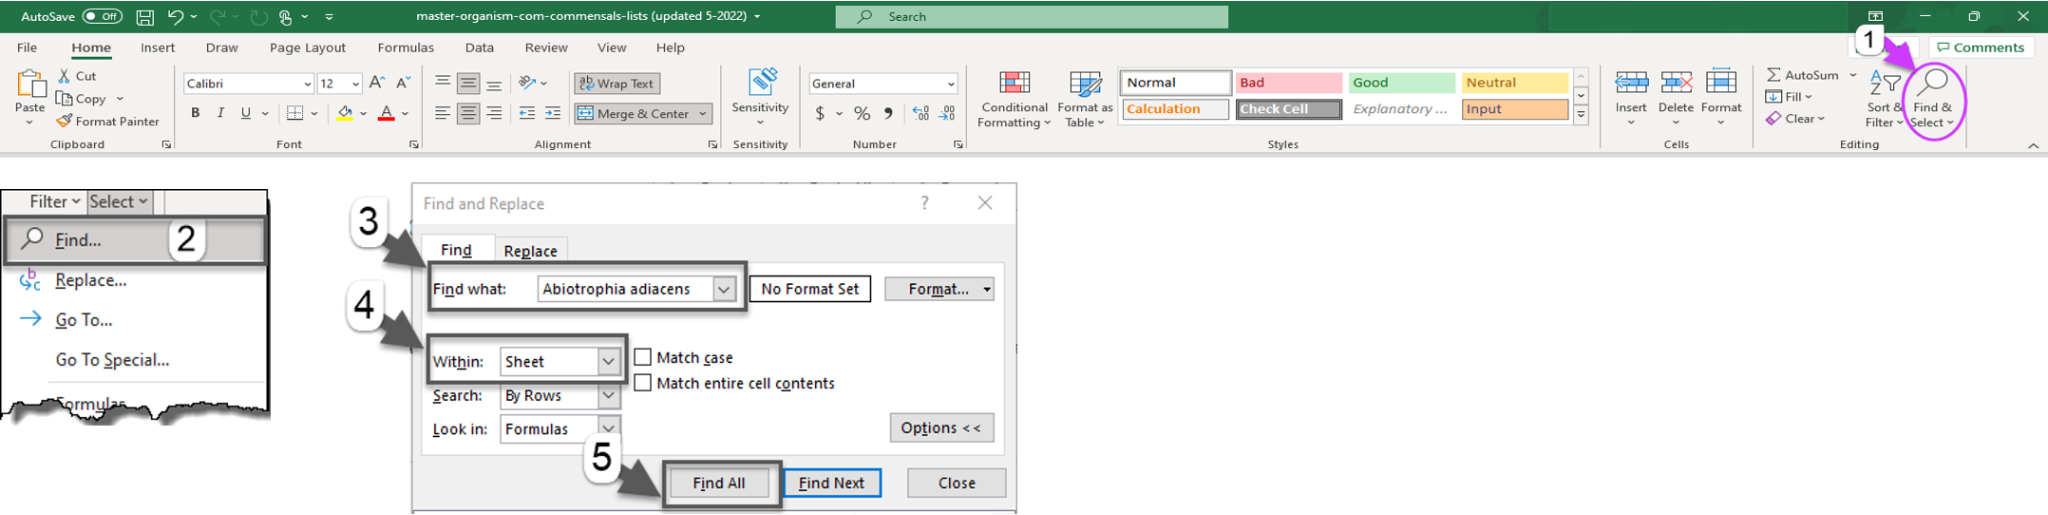 AutoSave Off master-organism-com-commensals-lists (updated 5-2022) Search
1
File Home Insert Draw Page Layout Formulas Data Review View Help Comments
Cut
Copy
Format Painter
Paste
Clipboard
Calibri 12
B I U A
Font
ab Wrap Text
Merge & Center
Alignment
Sensitivity
Sensitivity
General
$ % 9
Number
Conditional Formatting
Format as Table
Normal Bad Good Neutral
Calculation Check Cell Explanatory ... Input
Styles
Insert Delete Format
Cells
AutoSum
Fill
Clear
Sort & Filter
Find & Select
Editing
Filter Select
Find... 2
Replace...
Go To...
Go To Special...
Formulas
Find and Replace ?
3
Find Replace
Find what: Abiotrophia adiacens No Format Set Format...
4
Within: Sheet Match case
Match entire cell contents
Search: By Rows
Look in: Formulas Options <<
5
Find All Find Next Close